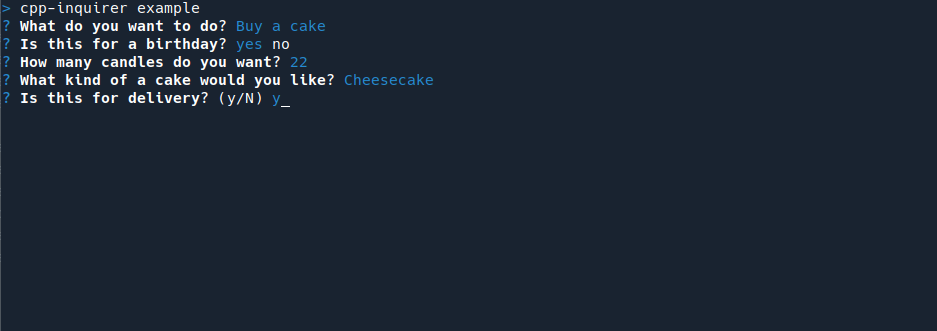 > cpp-inquirer example
? What do you want to do? Buy a cake
? Is this for a birthday? yes no
? How many candles do you want? 22
? What kind of a cake would you like? Cheesecake
? Is this for delivery? (y/N) y_